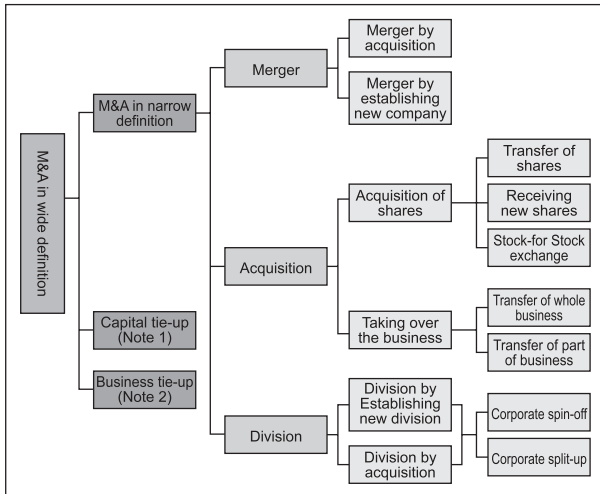 M&A in wide definition
M&A in narrow
definition
Capital tie-up
(Note 1)
Business tie-up
(Note 2)
Merger
Merger by
acquisition
Merger by
establishing
new company
Acquisition
Acquisition of
shares
Transfer of
shares
Receiving
new shares
Stock-for Stock
exchange
Taking over
the business
Transfer of whole
business
Transfer of part
of business
Division
Division by
Establishing
new division
Division by
acquisition
Corporate spin-off
Corporate split-up